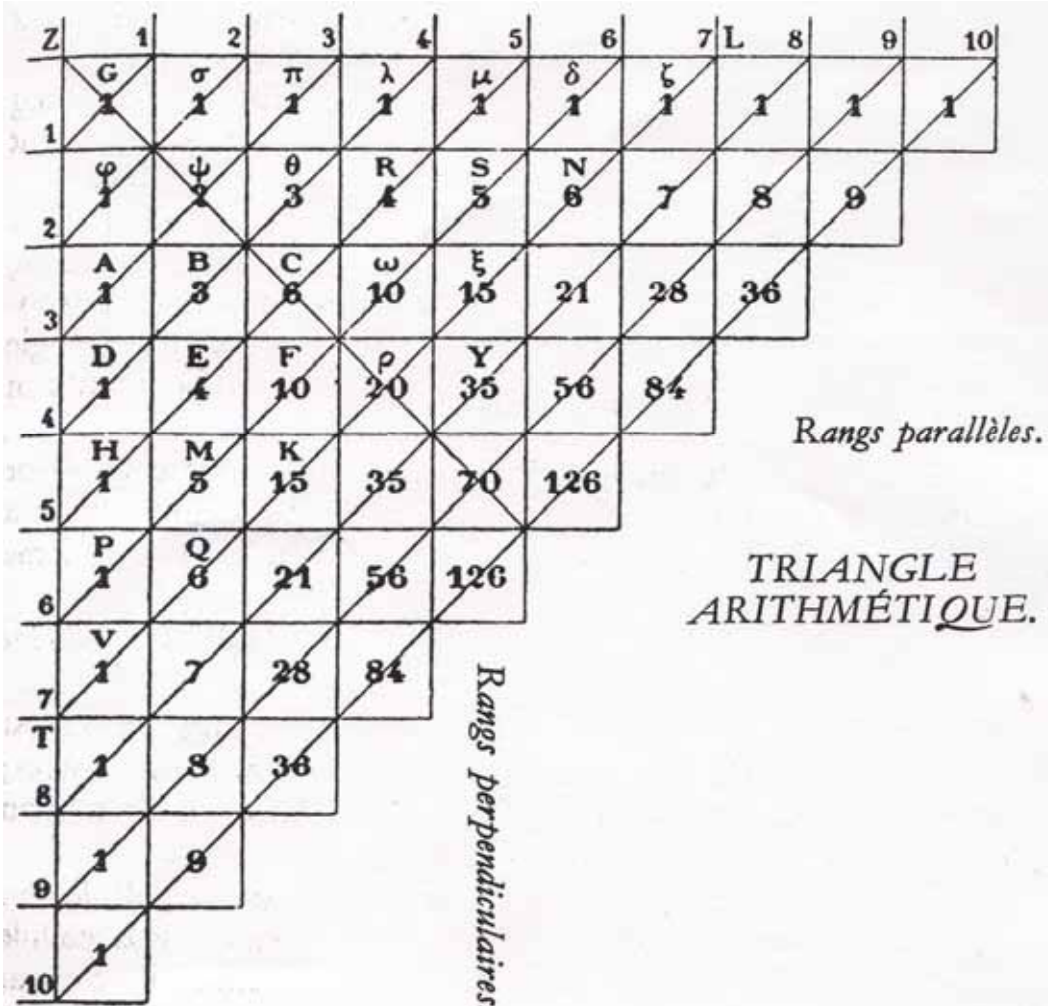 Z 1 2 3 4 5 6 7 L 8 9 10
G σ π λ μ δ ζ
1 1 1 1 1 1 1 1 1 1
1
φ ψ θ R S N
1 2 3 4 5 6 7 8 9
2
A B C ω ξ
1 3 6 10 15 21 28 36
3
D E F ρ Y
1 4 10 20 35 56 84
4
Rangs parallèles.
H M K
1 5 15 35 70 126
5
P Q
1 6 21 56 126
6
TRIANGLE
ARITHMÉTIQUE.
V
1 7 28 84
7
Rangs perpendiculaires
T
1 8 36
8
1 9
9
1
10